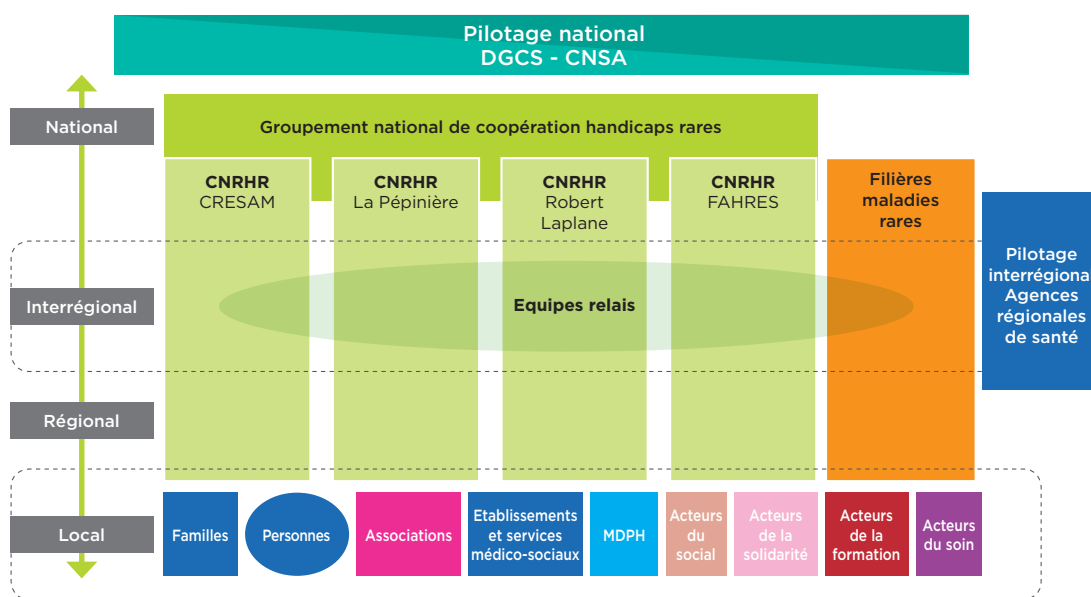 Pilotage national
DGCS - CNSA
National
Groupement national de coopération handicaps rares
CNRHR
CRESAM
CNRHR
La Pépinière
CNRHR
Robert
Laplane
CNRHR
FAHRES
Filières
maladies
rares
Pilotage
interrégional
Agences
régionales
de santé
Interrégional
Equipes relais
Régional
Local
Familles
Personnes
Associations
Etablissements
et services
médico-sociaux
MDPH
Acteurs
du
social
Acteurs
de la
solidarité
Acteurs
de la
formation
Acteurs
du soin